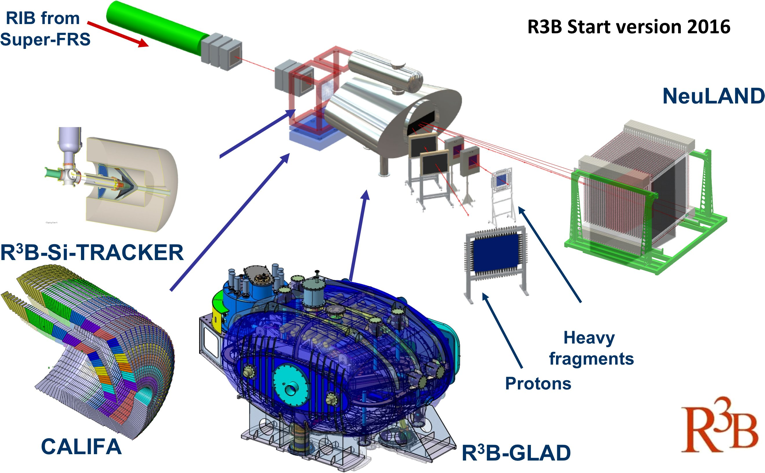 RIB from
Super-FRS
R3B Start version 2016
NeuLAND
R³B-Si-TRACKER
Heavy
fragments
Protons
CALIFA
R³B-GLAD
R³B